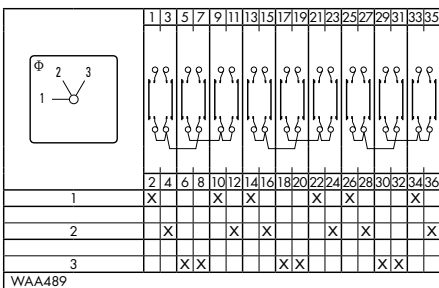 1 3 5 7 9 11 13 15 17 19 21 23 25 27 29 31 33 35
Φ 2 3
1
2 4 6 8 10 12 14 16 18 20 22 24 26 28 30 32 34 36
1 X X X X X X
2 X X X X X X
3 X X X X X X
WAA489